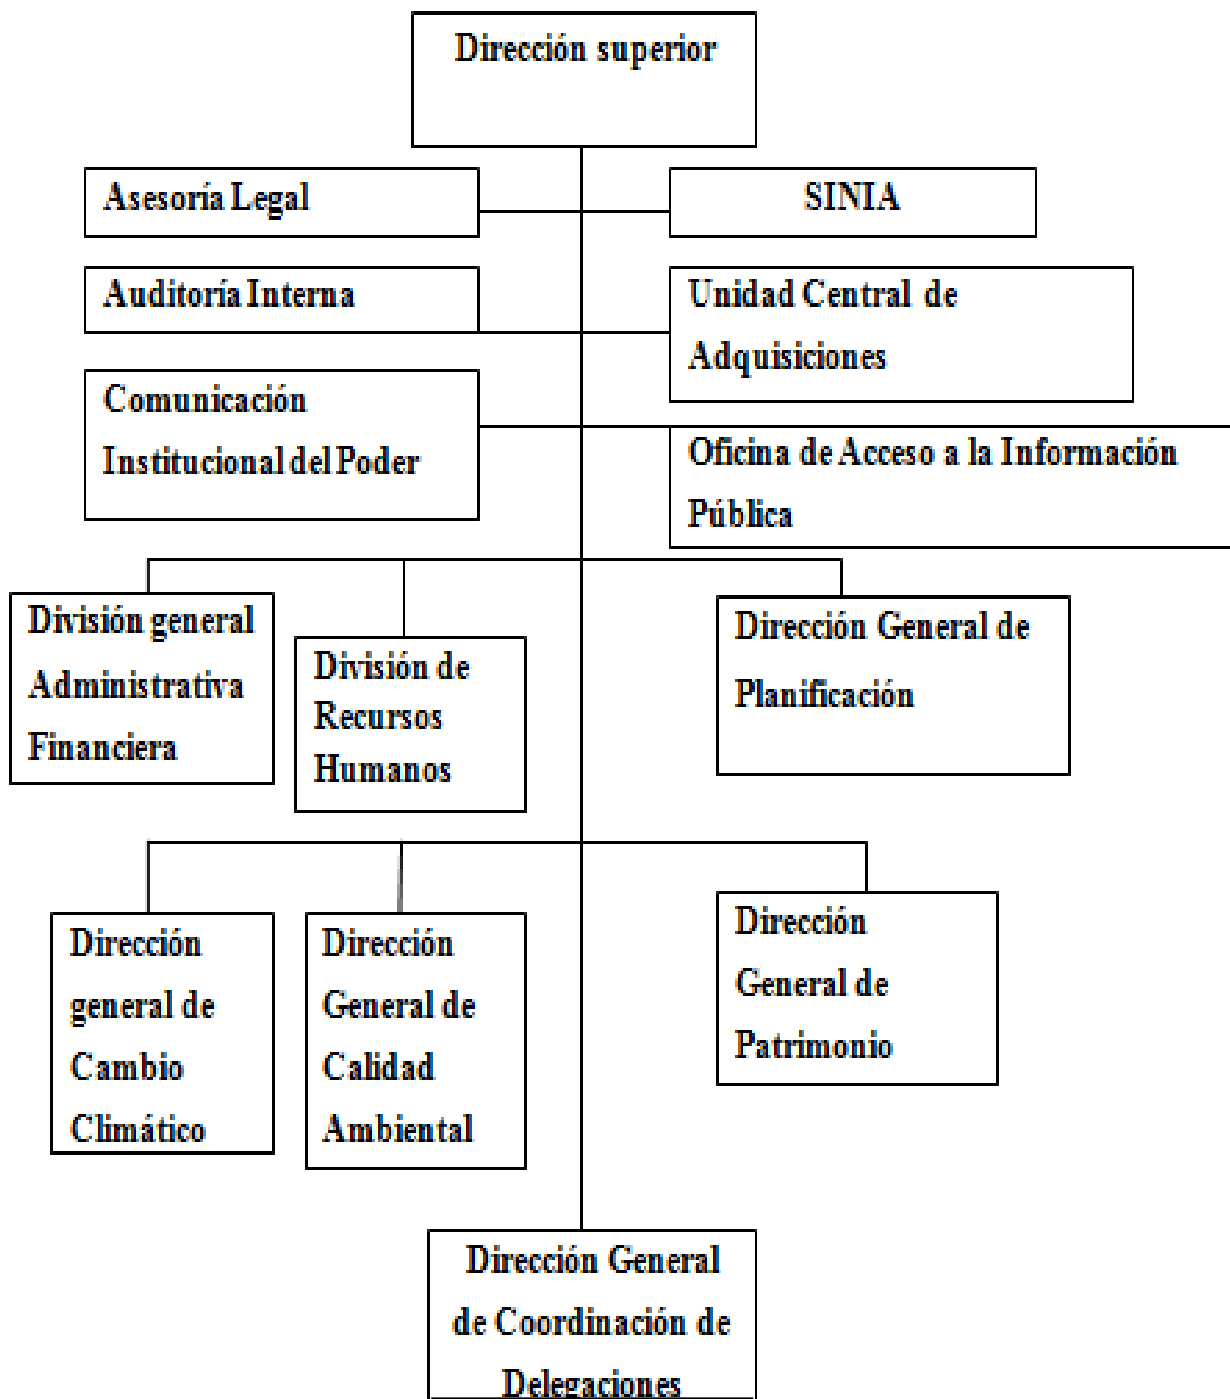 Dirección superior
Asesoría Legal
SINIA
Auditoría Interna
Unidad Central de
Adquisiciones
Comunicación
Institucional del Poder
Oficina de Acceso a la Información
Pública
División general
Administrativa
Financiera
División de
Recursos
Humanos
Dirección General de
Planificación
Dirección
general de
Cambio
Climático
Dirección
General de
Calidad
Ambiental
Dirección
General de
Patrimonio
Dirección General
de Coordinación de
Delegaciones